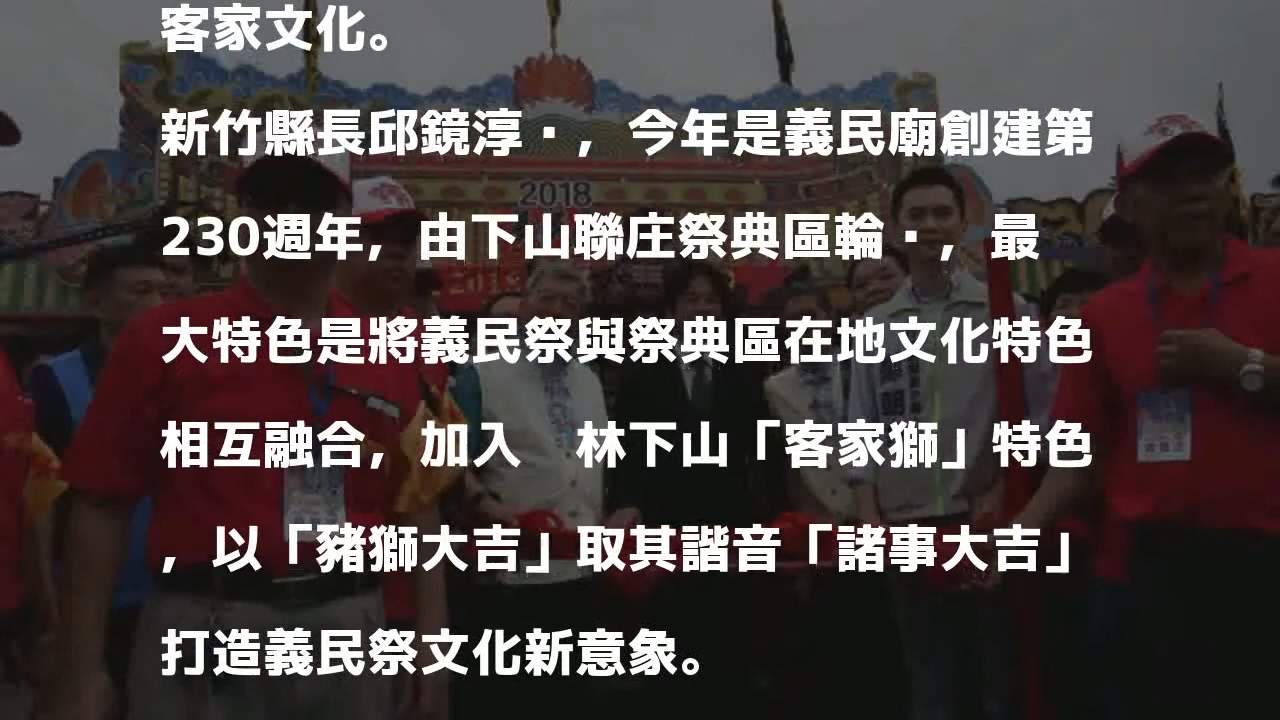 客家文化。
新竹縣長邱鏡淳·，今年是義民廟創建第
230週年，由下山聯庄祭典區輪·，最
大特色是將義民祭與祭典區在地文化特色
相互融合，加入　林下山「客家獅」特色
，以「豬獅大吉」取其諧音「諸事大吉」
打造義民祭文化新意象。
2018